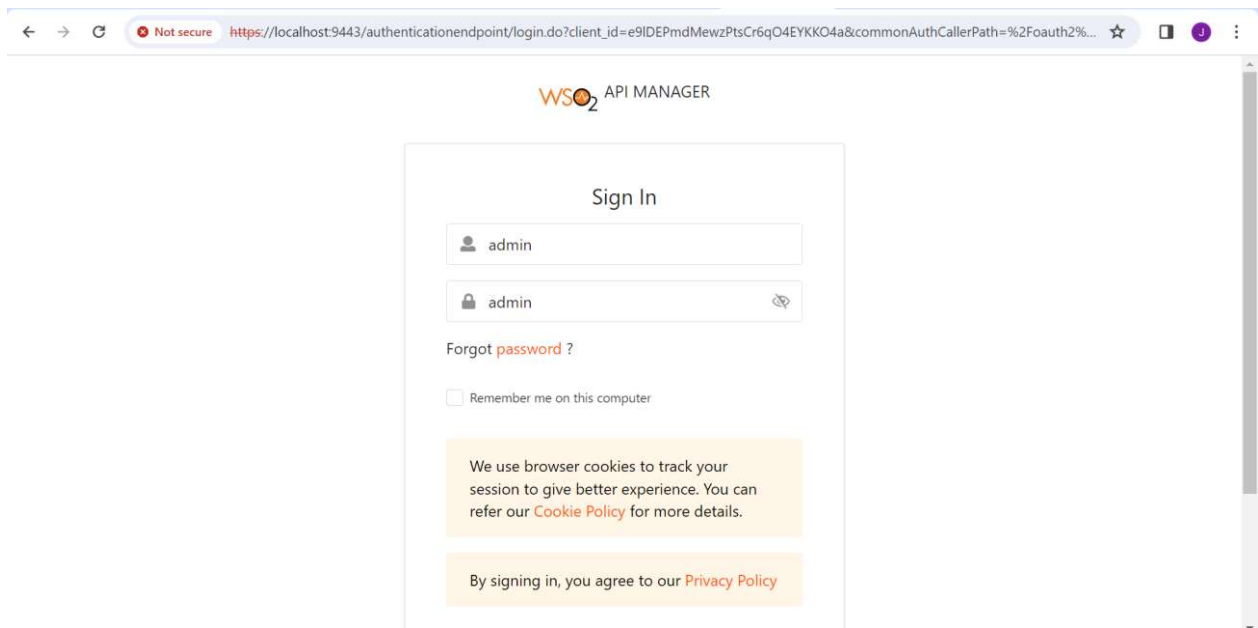 Not secure https://localhost:9443/authenticationendpoint/login.do?client_id=e9lDEPmdMewzPtsCr6qO4EYKKO4a&commonAuthCallerPath=%2Foauth2%... J
WSO2 API MANAGER
Sign In
admin
admin
Forgot password ?
Remember me on this computer
We use browser cookies to track your
session to give better experience. You can
refer our Cookie Policy for more details.
By signing in, you agree to our Privacy Policy